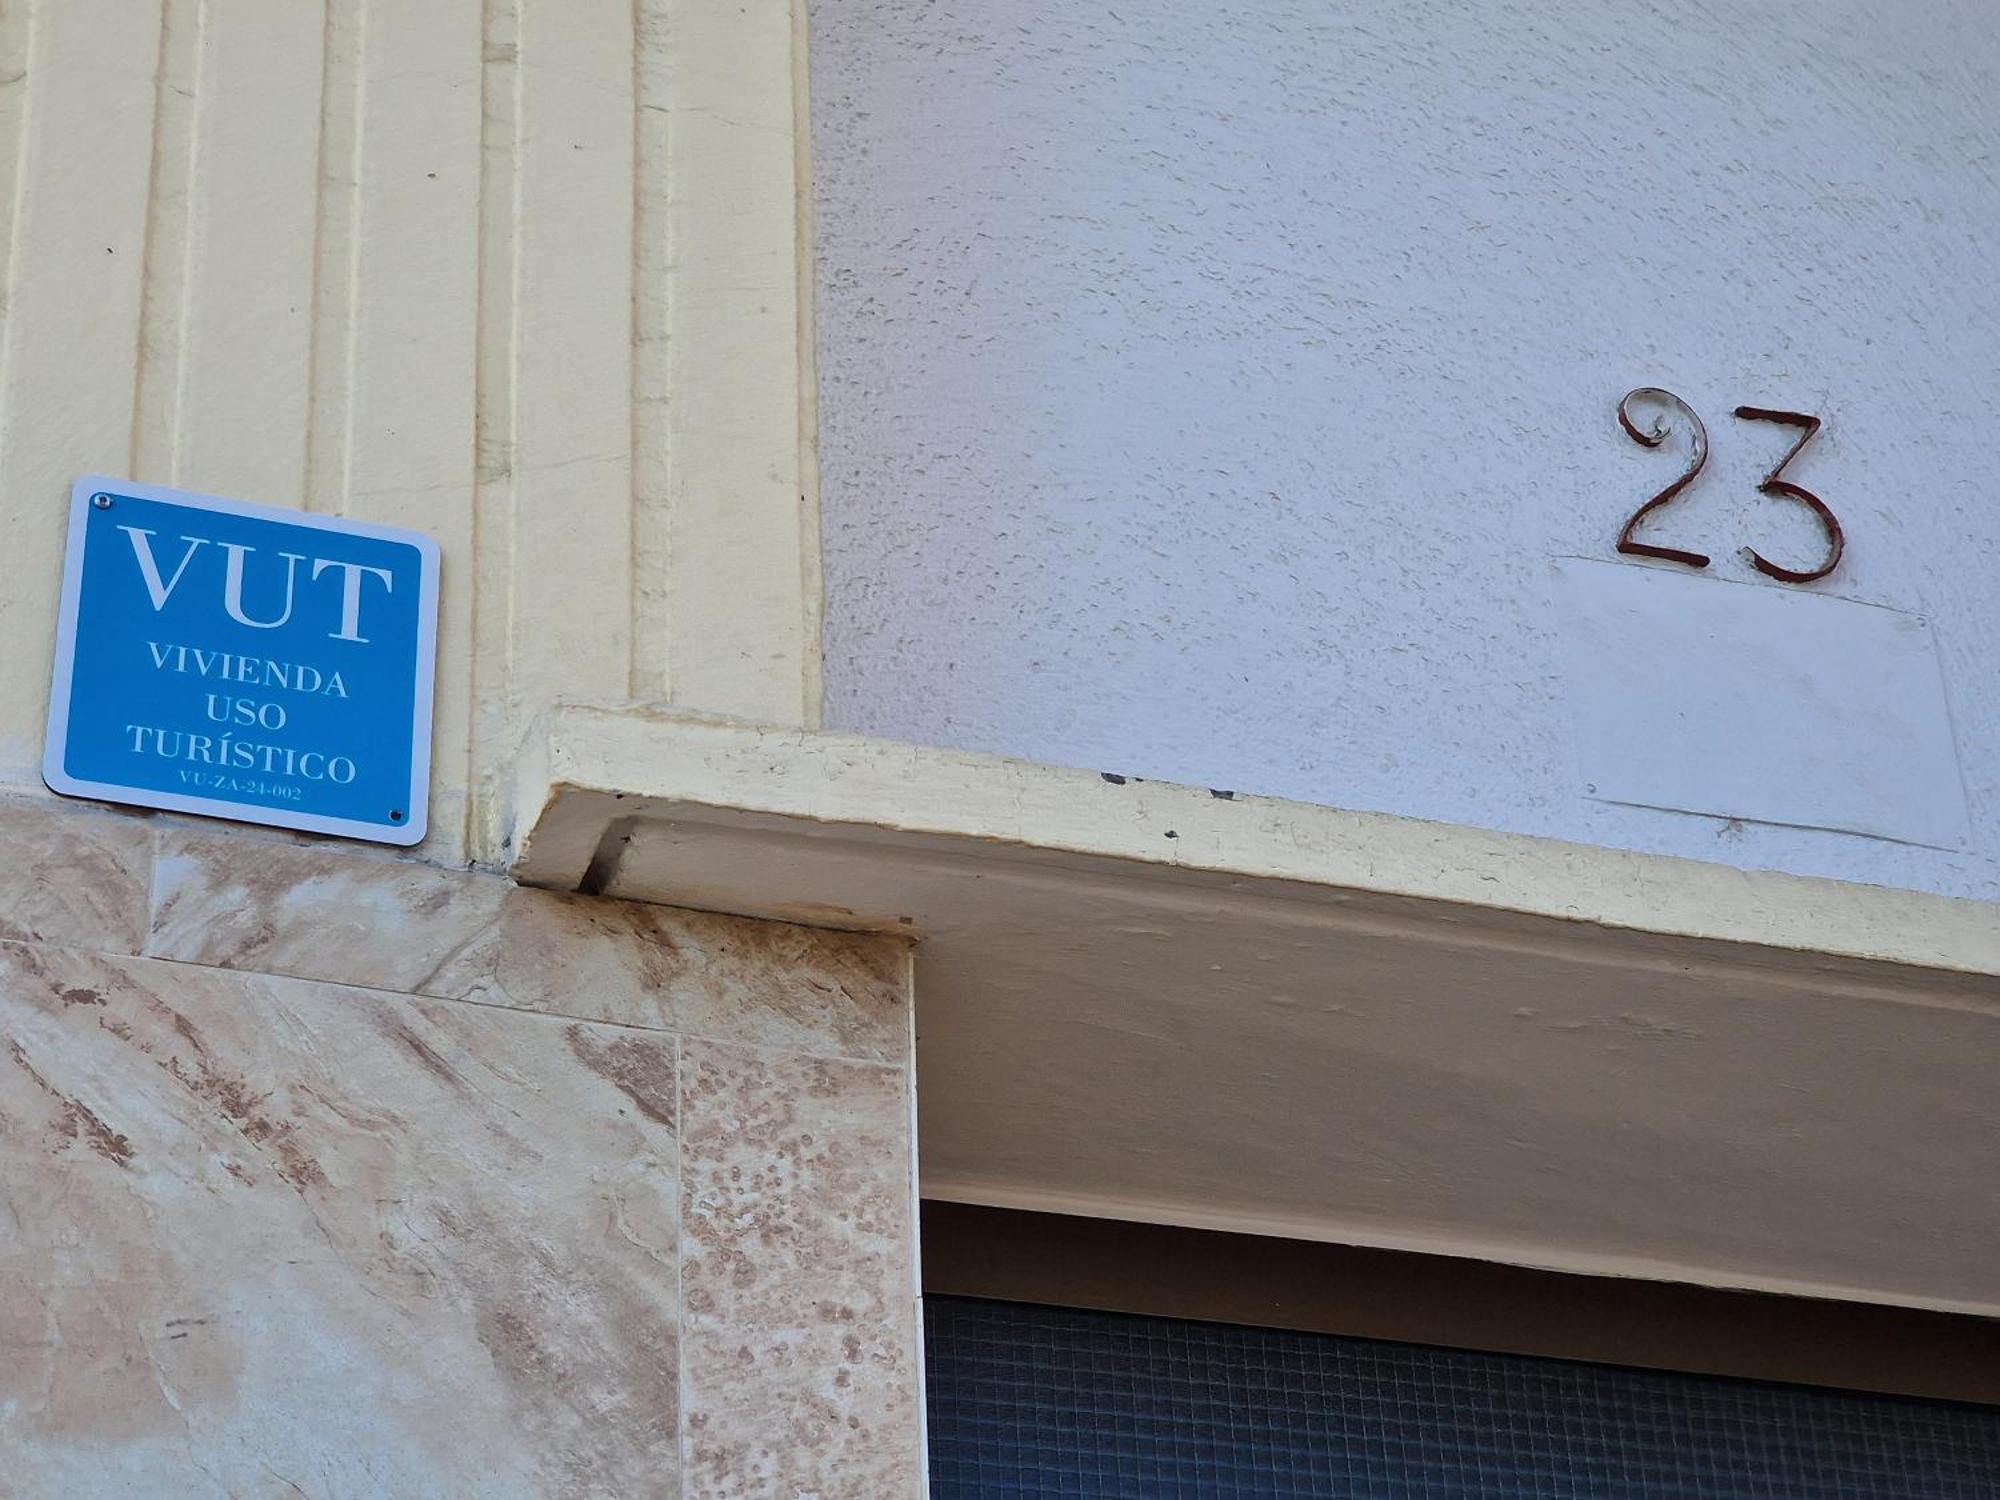 VUT
VIVIENDA
USO
TURÍSTICO
VU-ZA-24-002
23